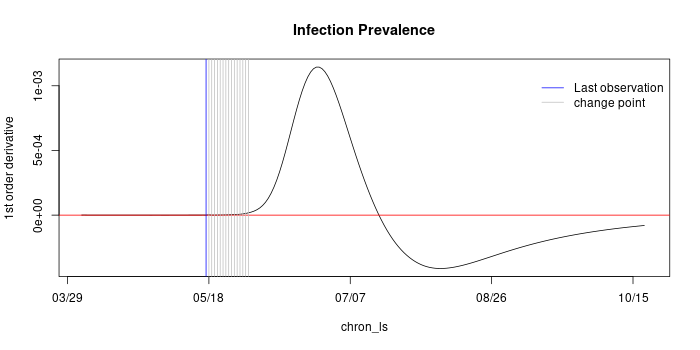 Infection Prevalence
1st order derivative
1e-03
5e-04
0e+00
Last observation
change point
03/29 05/18 07/07 08/26 10/15
chron_ls